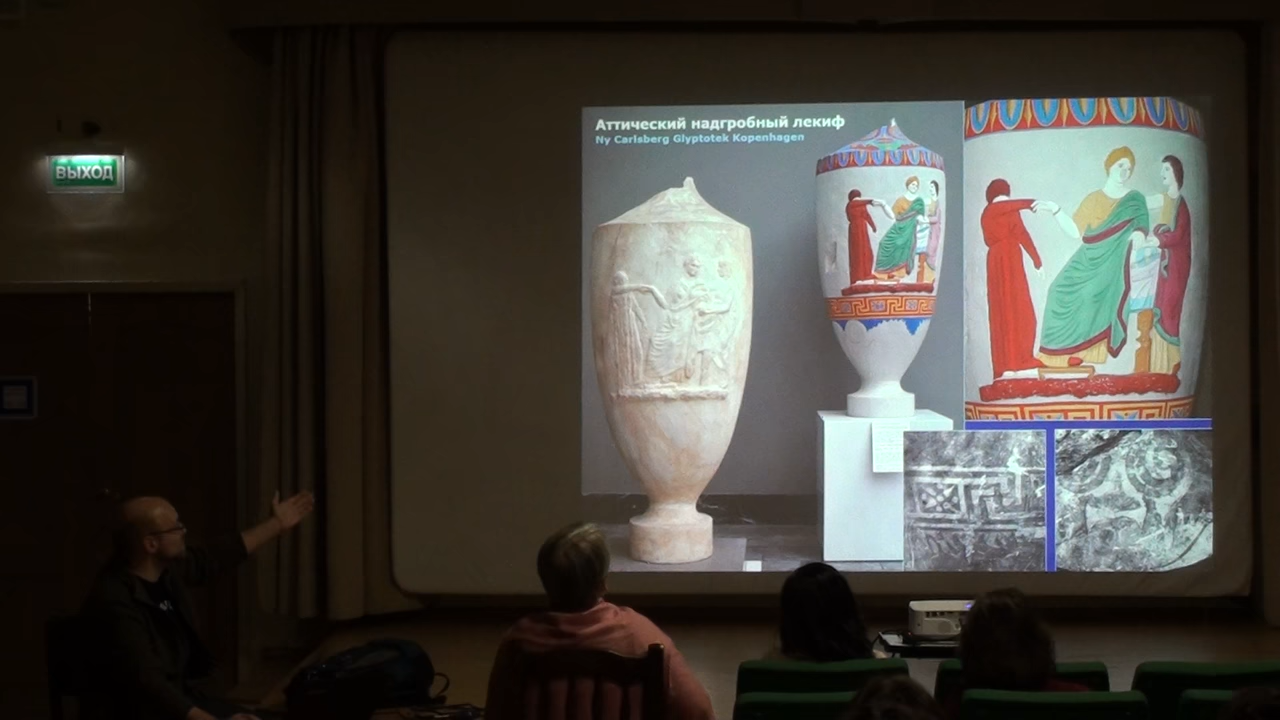 ВЫХОД
Аттический надгробный лекиф
Ny Carlsberg Glyptotek Kopenhagen